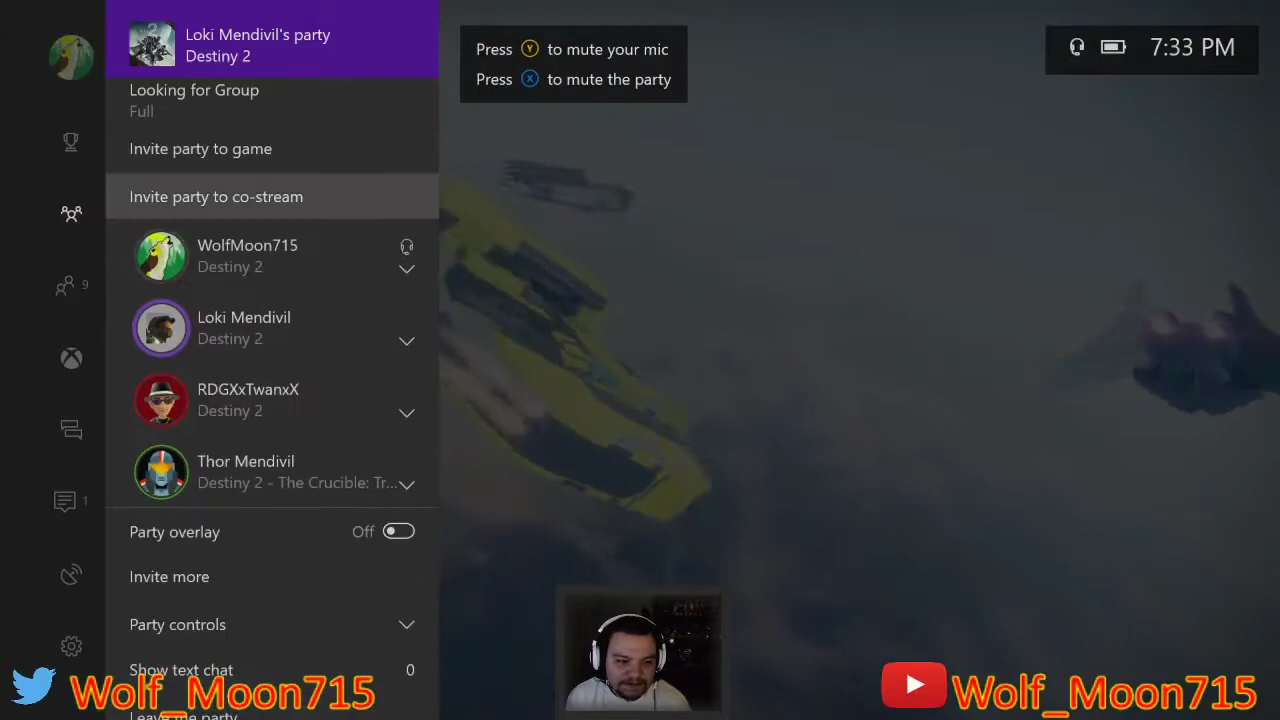 Loki Mendivil's party
Destiny 2
Looking for Group
Full
Invite party to game
Invite party to co-stream
WolfMoon715
Destiny 2
Loki Mendivil
Destiny 2
RDGXxTwanxX
Destiny 2
Thor Mendivil
Destiny 2 - The Crucible: Tr...
Party overlay Off
Invite more
Party controls
Show text chat 0
Leave the party
9
1
Press Y to mute your mic
Press X to mute the party
7:33 PM
Wolf_Moon715
Wolf_Moon715